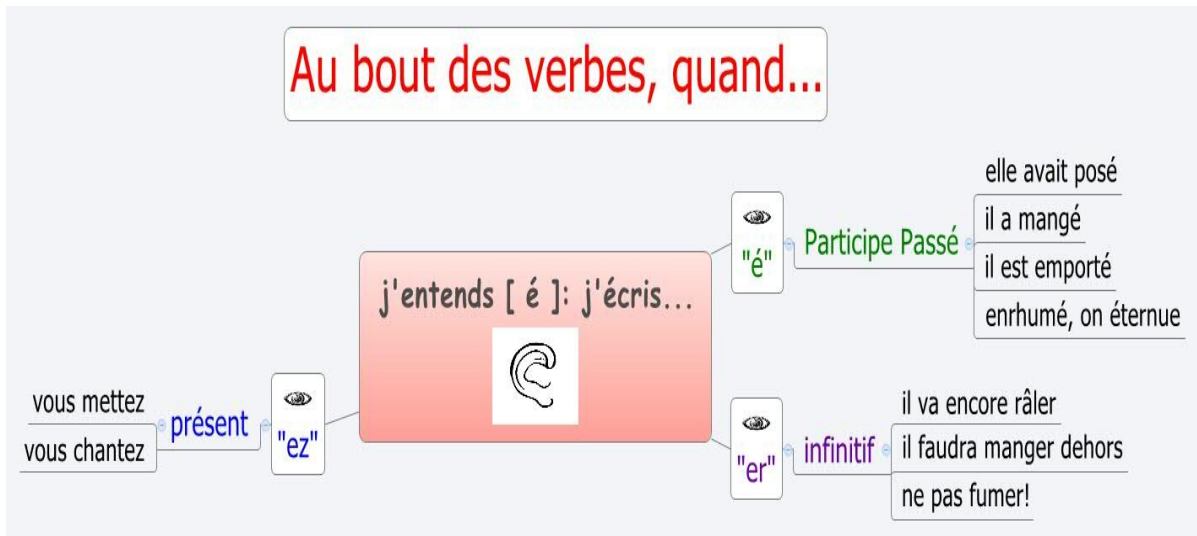 Au bout des verbes, quand...
j'entends [ é ]: j'écris...
"é"
Participe Passé
elle avait posé
il a mangé
il est emporté
enrhumé, on éternue
"er"
infinitif
il va encore râler
il faudra manger dehors
ne pas fumer!
"ez"
présent
vous mettez
vous chantez